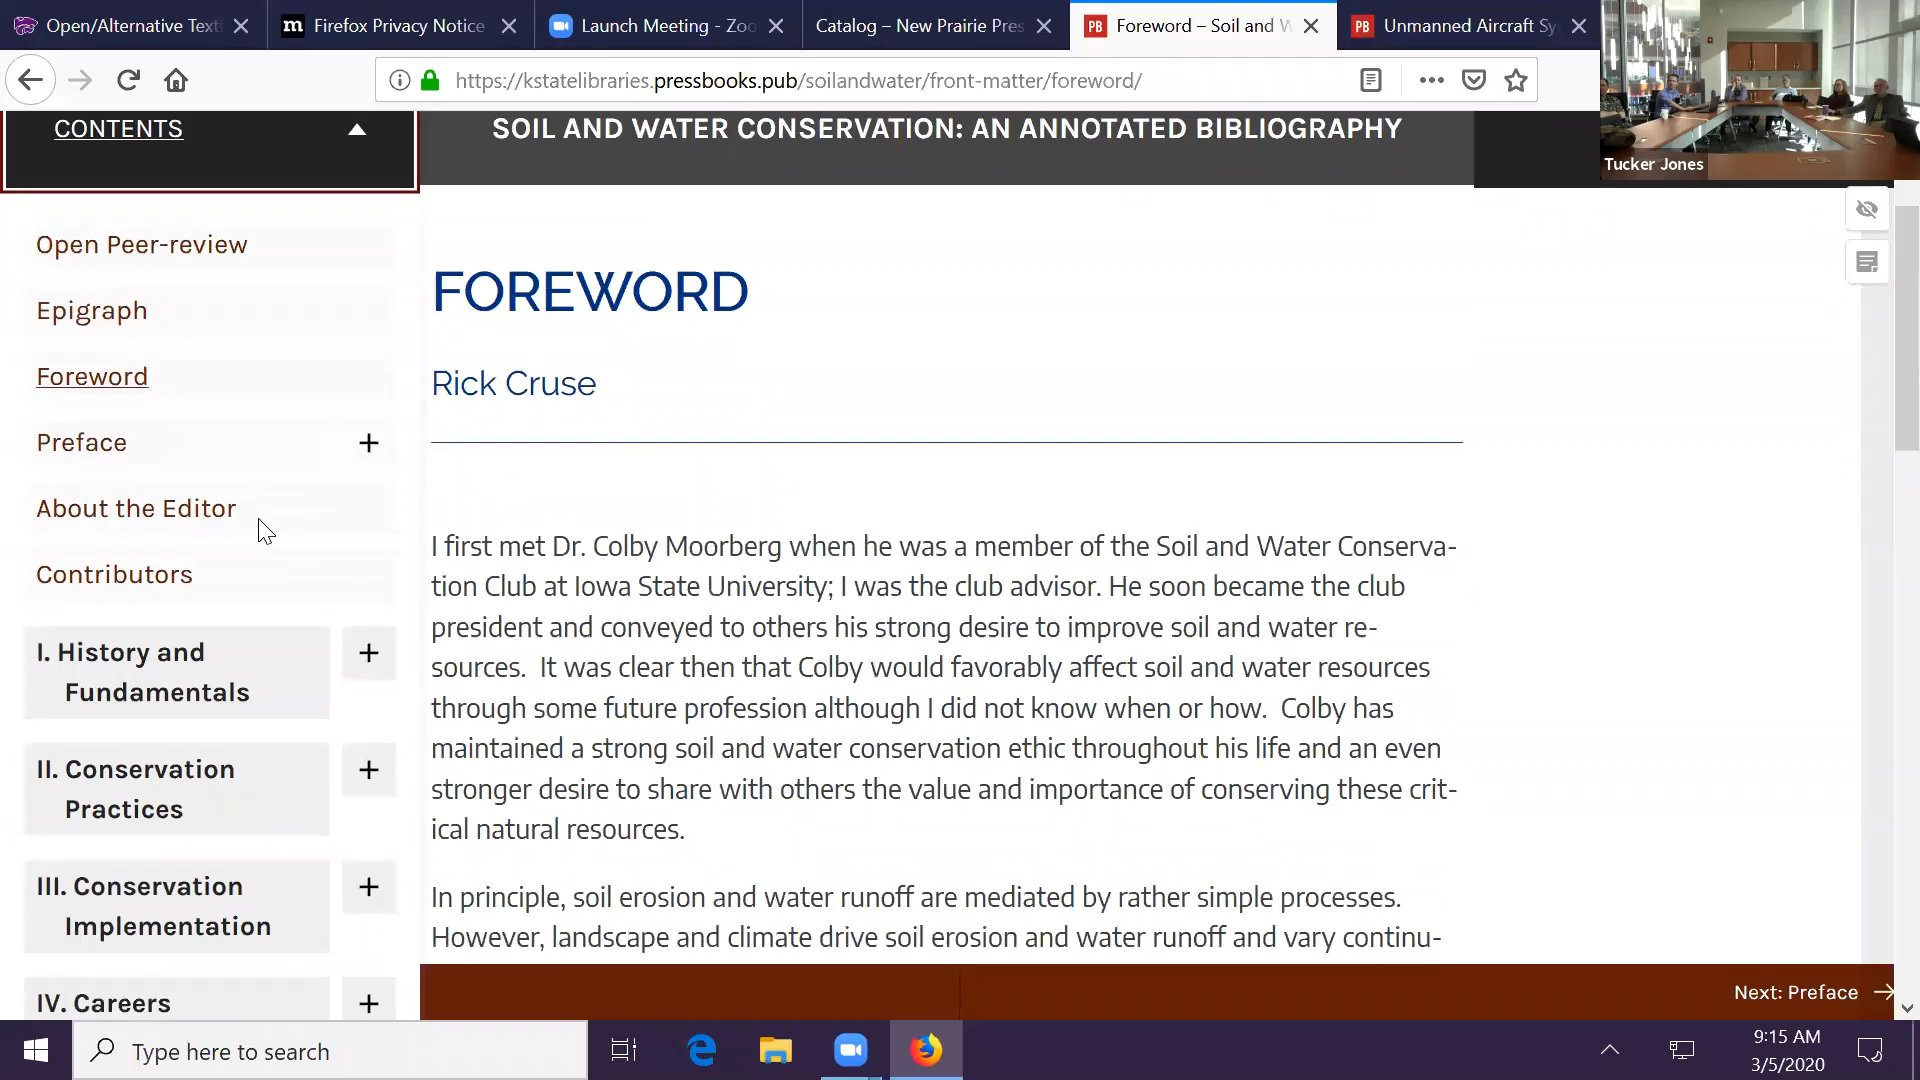 Open/Alternative Text
Firefox Privacy Notice
Launch Meeting - Zoo
Catalog – New Prairie Pres
PB
Foreword – Soil and W
PB
Unmanned Aircraft Sy
https://kstatelibraries.pressbooks.pub/soilandwater/front-matter/foreword/
Tucker Jones
CONTENTS
SOIL AND WATER CONSERVATION: AN ANNOTATED BIBLIOGRAPHY
Open Peer-review
Epigraph
Foreword
Preface
+
About the Editor
Contributors
I. History and
Fundamentals
+
II. Conservation
Practices
+
III. Conservation
Implementation
+
IV. Careers
+
FOREWORD
Rick Cruse
I first met Dr. Colby Moorberg when he was a member of the Soil and Water Conserva-
tion Club at Iowa State University; I was the club advisor. He soon became the club
president and conveyed to others his strong desire to improve soil and water re-
sources.  It was clear then that Colby would favorably affect soil and water resources
through some future profession although I did not know when or how.  Colby has
maintained a strong soil and water conservation ethic throughout his life and an even
stronger desire to share with others the value and importance of conserving these crit-
ical natural resources.
In principle, soil erosion and water runoff are mediated by rather simple processes.
However, landscape and climate drive soil erosion and water runoff and vary continu-
Next: Preface →
Type here to search
9:15 AM
3/5/2020